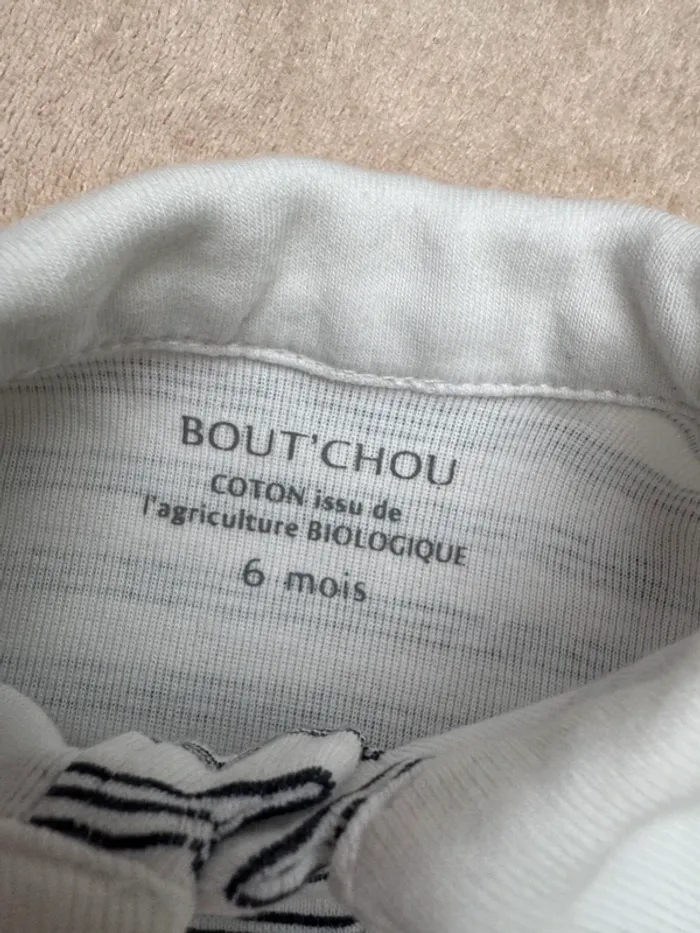 BOUT'CHOU
COTON issu de
l'agriculture BIOLOGIQUE
6 mois